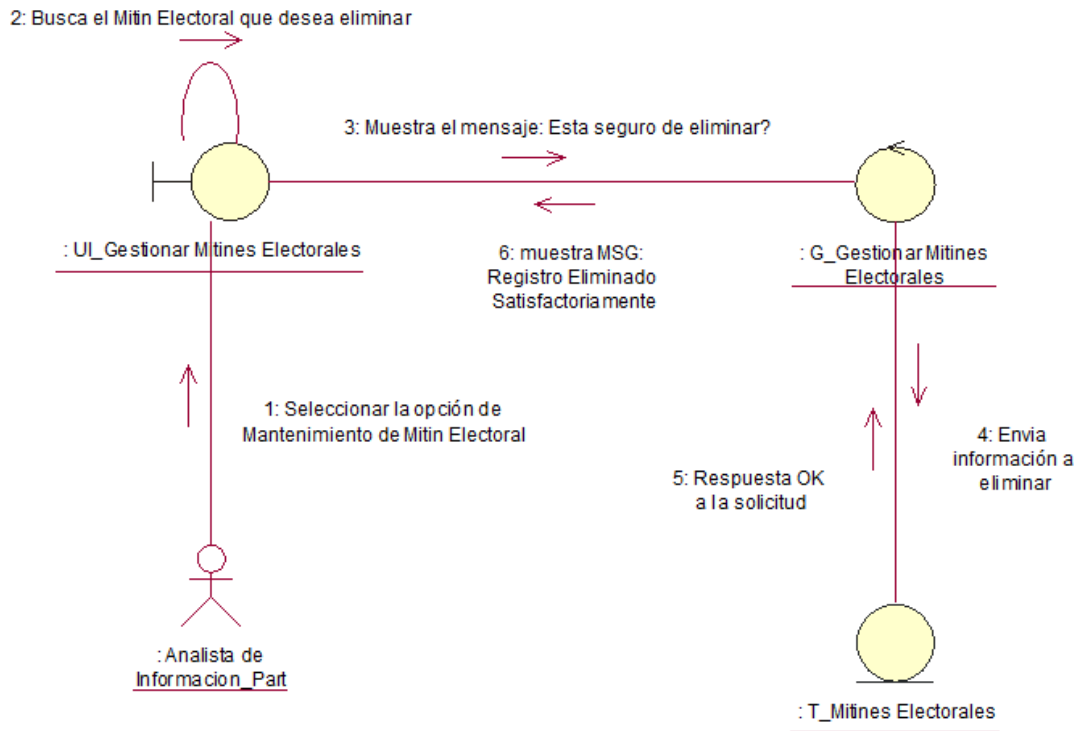 2: Busca el Mitin Electoral que desea eliminar
3: Muestra el mensaje: Esta seguro de eliminar?
: UI_Gestionar Mitines Electorales
6: muestra MSG:
Registro Eliminado
Satisfactoriamente
: G_Gestionar Mitines
Electorales
1: Seleccionar la opción de
Mantenimiento de Mitin Electoral
4: Envia
información a
eliminar
5: Respuesta OK
a la solicitud
: Analista de
Informacion_Part
: T_Mitines Electorales